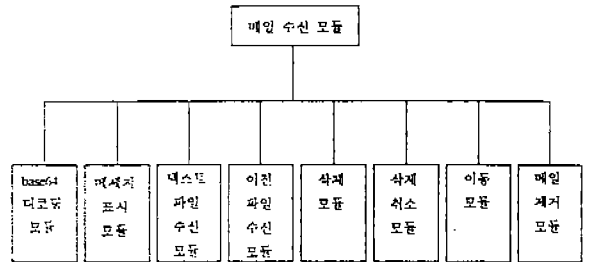 메일 수신 모듈
base64
디코딩
모듈
메세지
표시
모듈
텍스트
파일
수신
모듈
이진
파일
수신
모듈
삭제
모듈
삭제
취소
모듈
이동
모듈
메일
제거
모듈